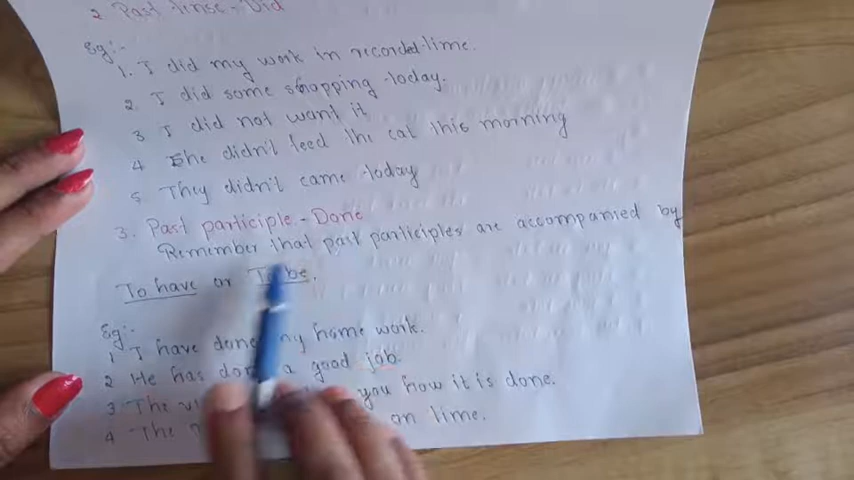 2 Past tense - Did
Eg:-
1. I did my work in recorded time.
2. I did some shopping today.
3 I did not want it
4 She didn't feed the cat this morning
5 They didn't came today
3. Past participle - Done
Remember that past participles are accompanied by
To have or To be.
Eg:-
1 I have done my home work.
2 He has done a good job.
3 The you how it is done.
4 The on time.